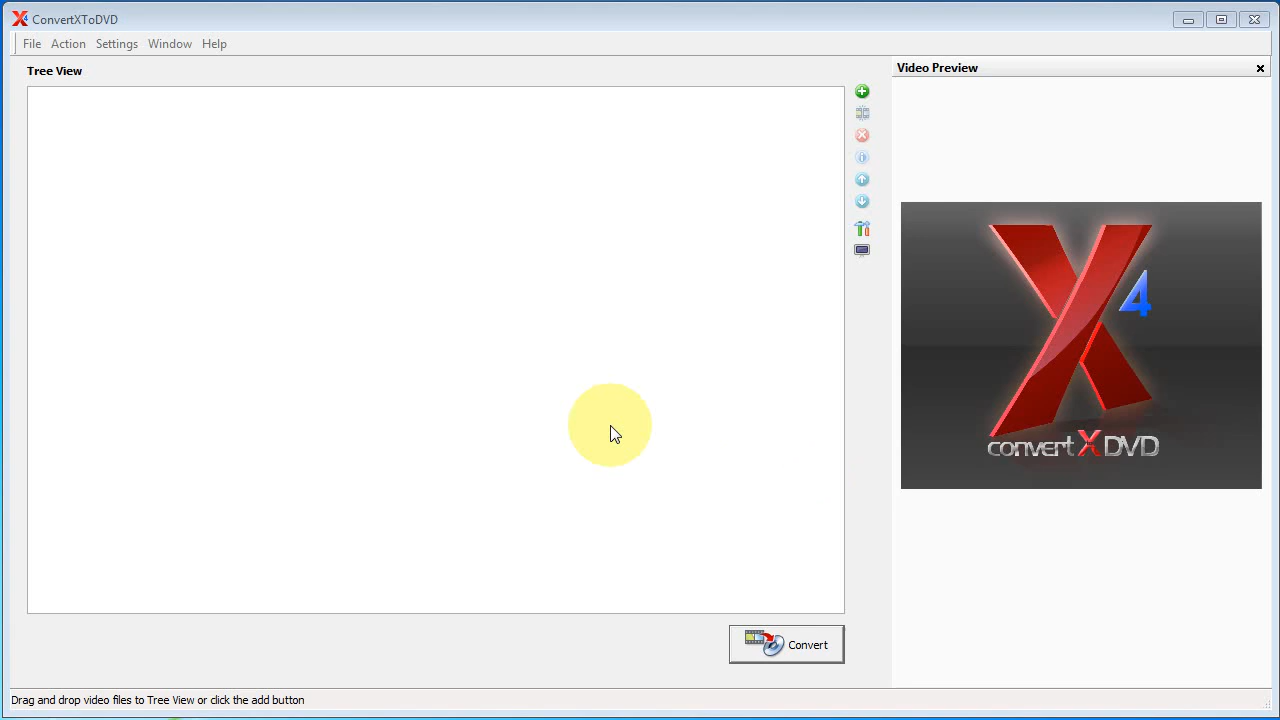 ConvertXToDVD
File Action Settings Window Help
Tree View
Video Preview
4
convert X DVD
Convert
Drag and drop video files to Tree View or click the add button